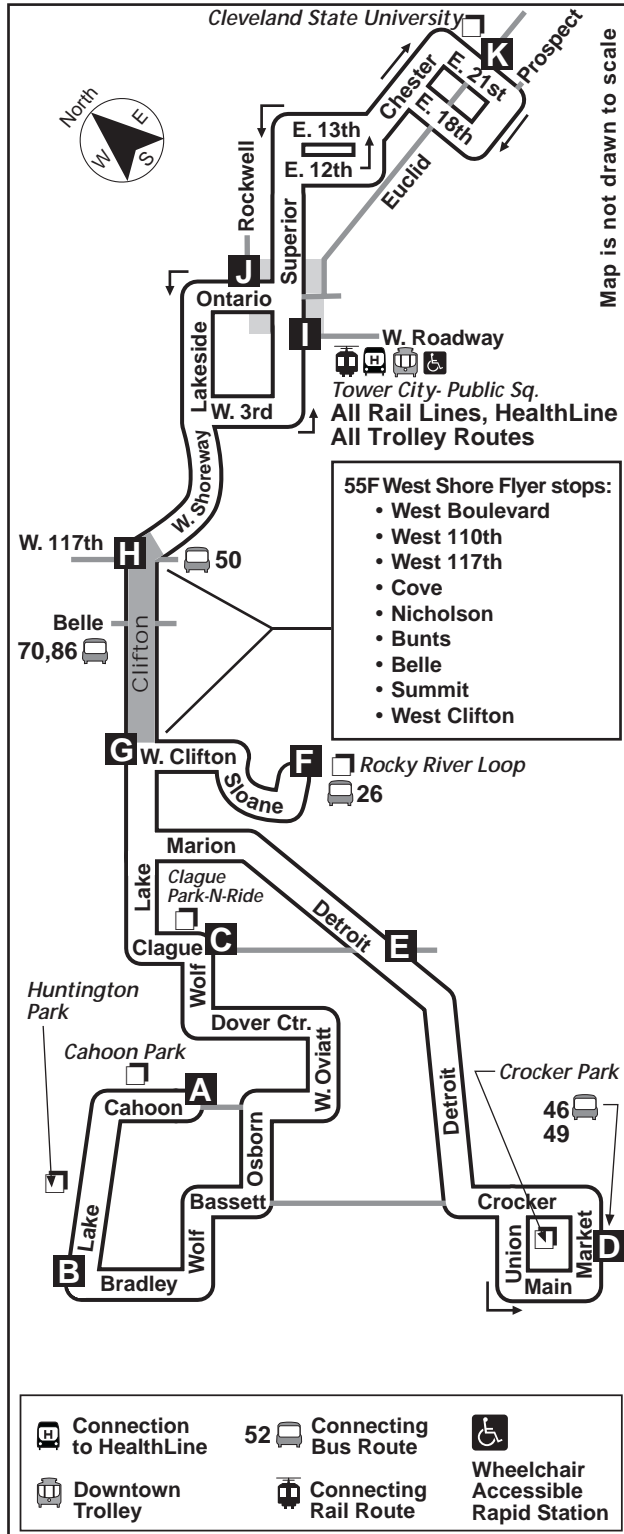 Cleveland State University
K
Prospect
E. 21st
Chester
E. 18th
North
E
W
S
E. 13th
E. 12th
Rockwell
Euclid
Map is not drawn to scale
Superior
J
Ontario
I
W. Roadway
H
Lakeside
Tower City- Public Sq.
All Rail Lines, HealthLine
All Trolley Routes
W. 3rd
W. Shoreway
55F West Shore Flyer stops:
• West Boulevard
• West 110th
• West 117th
• Cove
• Nicholson
• Bunts
• Belle
• Summit
• West Clifton
W. 117th
H
50
Belle
70,86
Clifton
G
W. Clifton
F
Rocky River Loop
26
Sloane
Marion
Lake
Clague
Park-N-Ride
Detroit
Clague
C
E
Wolf
Huntington
Park
Dover Ctr.
Cahoon Park
W. Oviatt
A
Cahoon
Crocker Park
46
49
Detroit
Osborn
Bassett
Crocker
Lake
Wolf
B
Bradley
Union
Market
D
Main
H
Connection
to HealthLine
52
Connecting
Bus Route
Wheelchair
Accessible
Rapid Station
Downtown
Trolley
Connecting
Rail Route